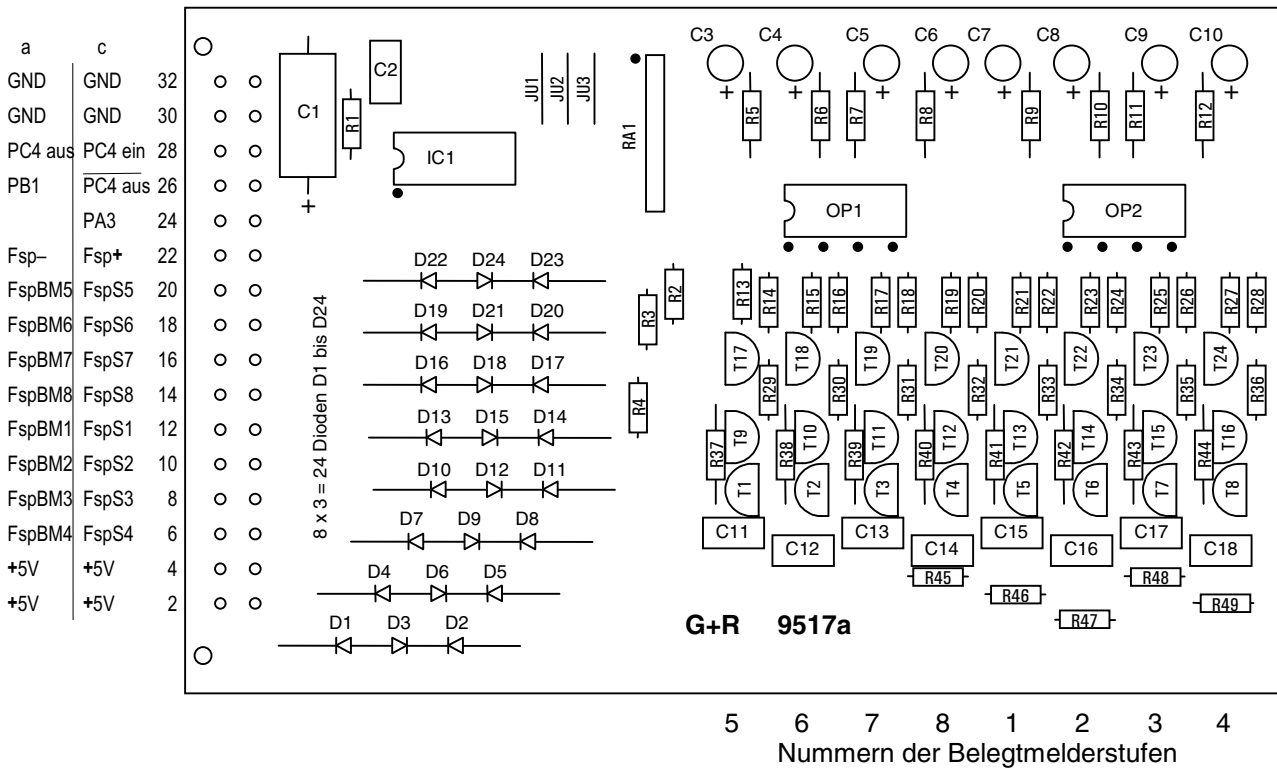 C3 C4 C5 C6 C7 C8 C9 C10
a c
GND GND 32
GND GND 30
PC4 aus PC4 ein 28
PB1 PC4 aus 26
PA3 24
Fsp– Fsp+ 22
FspBM5 FspS5 20
FspBM6 FspS6 18
FspBM7 FspS7 16
FspBM8 FspS8 14
FspBM1 FspS1 12
FspBM2 FspS2 10
FspBM3 FspS3 8
FspBM4 FspS4 6
+5V +5V 4
+5V +5V 2
C1
+
R1
C2
IC1
JU1 JU2 JU3
RA1
+ + + + + + + +
R5 R6 R7 R8 R9 R10 R11 R12
OP1 OP2
8 x 3 = 24 Dioden D1 bis D24
D22 D24 D23
D19 D21 D20
D16 D18 D17
D13 D15 D14
D10 D12 D11
D7 D9 D8
D4 D6 D5
D1 D3 D2
R2
R3
R4
R13 R14 R15 R16 R17 R18 R19 R20 R21 R22 R23 R24 R25 R26 R27 R28
T17 T18 T19 T20 T21 T22 T23 T24
R29 R30 R31 R32 R33 R34 R35 R36
R37 T9 R38 T10 R39 T11 R40 T12 R41 T13 R42 T14 R43 T15 R44 T16
T1 T2 T3 T4 T5 T6 T7 T8
C11 C12 C13 C14 C15 C16 C17 C18
R45 R46 R47 R48 R49
G+R 9517a
5 6 7 8 1 2 3 4
Nummern der Belegtmelderstufen